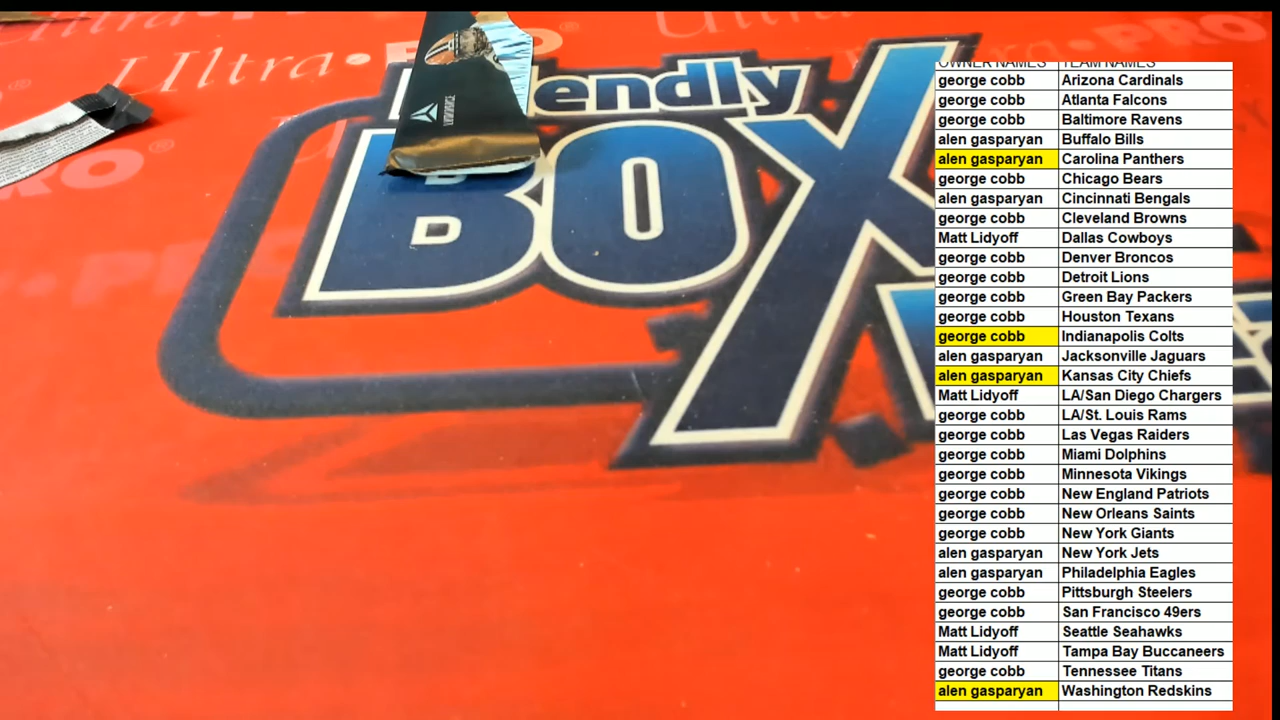 Ultra PRO
Ultra PRO
endly
BOX
PRO
OWNER NAMES TEAM NAMES
george cobb Arizona Cardinals
george cobb Atlanta Falcons
george cobb Baltimore Ravens
alen gasparyan Buffalo Bills
alen gasparyan Carolina Panthers
george cobb Chicago Bears
alen gasparyan Cincinnati Bengals
george cobb Cleveland Browns
Matt Lidyoff Dallas Cowboys
george cobb Denver Broncos
george cobb Detroit Lions
george cobb Green Bay Packers
george cobb Houston Texans
george cobb Indianapolis Colts
alen gasparyan Jacksonville Jaguars
alen gasparyan Kansas City Chiefs
Matt Lidyoff LA/San Diego Chargers
george cobb LA/St. Louis Rams
george cobb Las Vegas Raiders
george cobb Miami Dolphins
george cobb Minnesota Vikings
george cobb New England Patriots
george cobb New Orleans Saints
george cobb New York Giants
alen gasparyan New York Jets
alen gasparyan Philadelphia Eagles
george cobb Pittsburgh Steelers
george cobb San Francisco 49ers
Matt Lidyoff Seattle Seahawks
Matt Lidyoff Tampa Bay Buccaneers
george cobb Tennessee Titans
alen gasparyan Washington Redskins